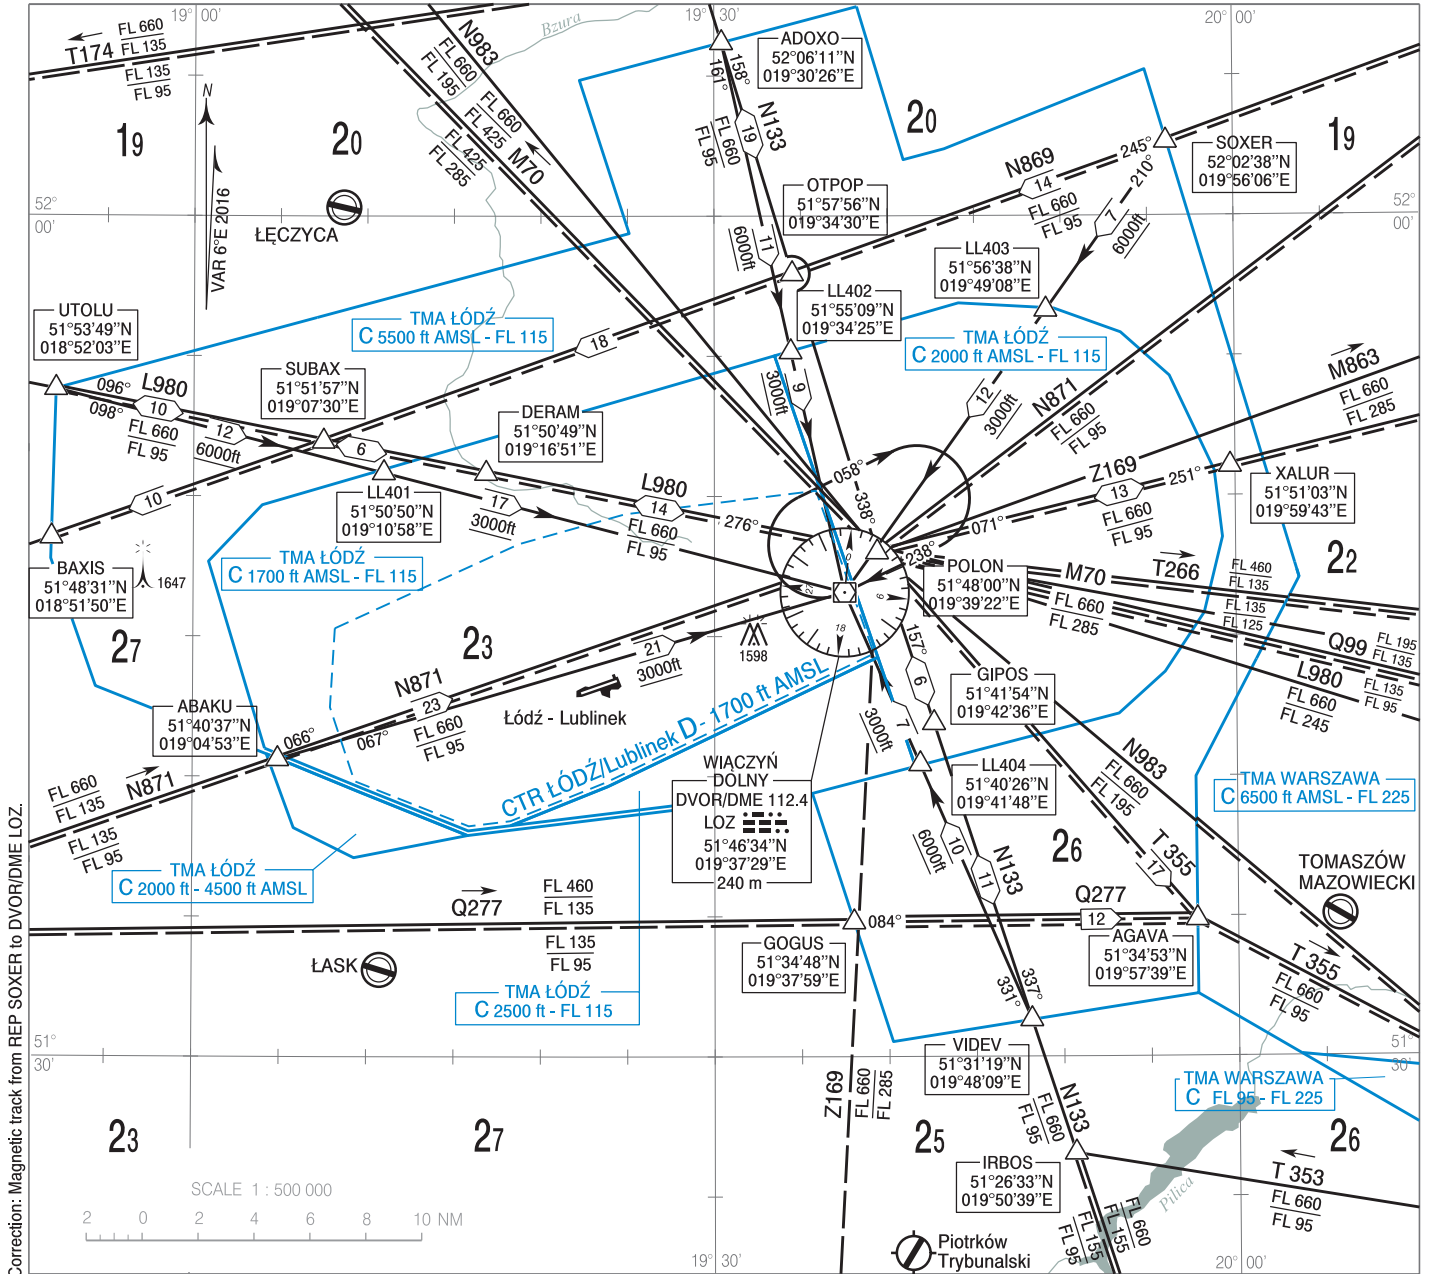 19° 00'
19° 30'
20° 00'
Bzura
T174
FL 660
FL 135
FL 135
FL 95
N983
FL 660
FL 195
FL 660
FL 425
M70
FL 425
FL 285
158°
161°
N133
19
FL 660
FL 95
ADOXO
52°06'11"N
019°30'26"E
N
VAR 6°E 2016
19
20
20
19
ŁĘCZYCA
52°
00'
52°
00'
N869
14
FL 660
FL 95
245°
210°
7
6000ft
SOXER
52°02'38"N
019°56'06"E
OTPOP
51°57'56"N
019°34'30"E
11
6000ft
LL403
51°56'38"N
019°49'08"E
LL402
51°55'09"N
019°34'25"E
UTOLU
51°53'49"N
018°52'03"E
TMA ŁÓDŹ
C 5500 ft AMSL - FL 115
18
TMA ŁÓDŹ
C 2000 ft AMSL - FL 115
SUBAX
51°51'57"N
019°07'30"E
096°
098°
L980
10
FL 660
FL 95
12
6000ft
6
DERAM
51°50'49"N
019°16'51"E
9
3000ft
12
3000ft
N871
FL 660
FL 95
M863
FL 660
FL 285
Z169
13
251°
FL 660
FL 95
XALUR
51°51'03"N
019°59'43"E
10
LL401
51°50'50"N
019°10'58"E
17
3000ft
L980
14
276°
FL 660
FL 95
058°
338°
071°
238°
BAXIS
51°48'31"N
018°51'50"E
1647
TMA ŁÓDŹ
C 1700 ft AMSL - FL 115
0
9
18
27
POLON
51°48'00"N
019°39'22"E
M70
FL 660
FL 285
T266
FL 460
FL 135
FL 135
FL 125
22
Q99
FL 195
FL 135
FL 135
FL 95
L980
FL 660
FL 245
27
23
1598
21
3000ft
N871
23
FL 660
FL 95
066°
067°
Łódź - Lublinek
ABAKU
51°40'37"N
019°04'53"E
157°
6
GIPOS
51°41'54"N
019°42'36"E
7
3000ft
CTR ŁÓDŹ/Lublinek D - 1700 ft AMSL
N983
FL 660
FL 195
LL404
51°40'26"N
019°41'48"E
WIĄCZYŃ
DOLNY
DVOR/DME 112.4
LOZ
51°46'34"N
019°37'29"E
240 m
FL 660
FL 135
N871
FL 135
FL 95
TMA WARSZAWA
C 6500 ft AMSL - FL 225
TMA ŁÓDŹ
C 2000 ft - 4500 ft AMSL
10
6000ft
N133
11
26
T 355
17
TOMASZÓW
MAZOWIECKI
Q277
FL 460
FL 135
FL 135
FL 95
084°
12
AGAVA
51°34'53"N
019°57'39"E
GOGUS
51°34'48"N
019°37'59"E
ŁASK
TMA ŁÓDŹ
C 2500 ft - FL 115
337°
331°
T 355
FL 660
FL 95
VIDEV
51°31'19"N
019°48'09"E
51°
30'
51°
30'
Z169
FL 660
FL 285
N133
FL 660
FL 95
TMA WARSZAWA
C FL 95 - FL 225
23
27
25
26
IRBOS
51°26'33"N
019°50'39"E
T 353
FL 660
FL 95
Pilica
FL 660
FL 155
FL 155
FL 95
SCALE 1 : 500 000
2 0 2 4 6 8 10 NM
Piotrków
Trybunalski
19° 30'
20° 00'
Correction: Magnetic track from REP SOXER to DVOR/DME LOZ.